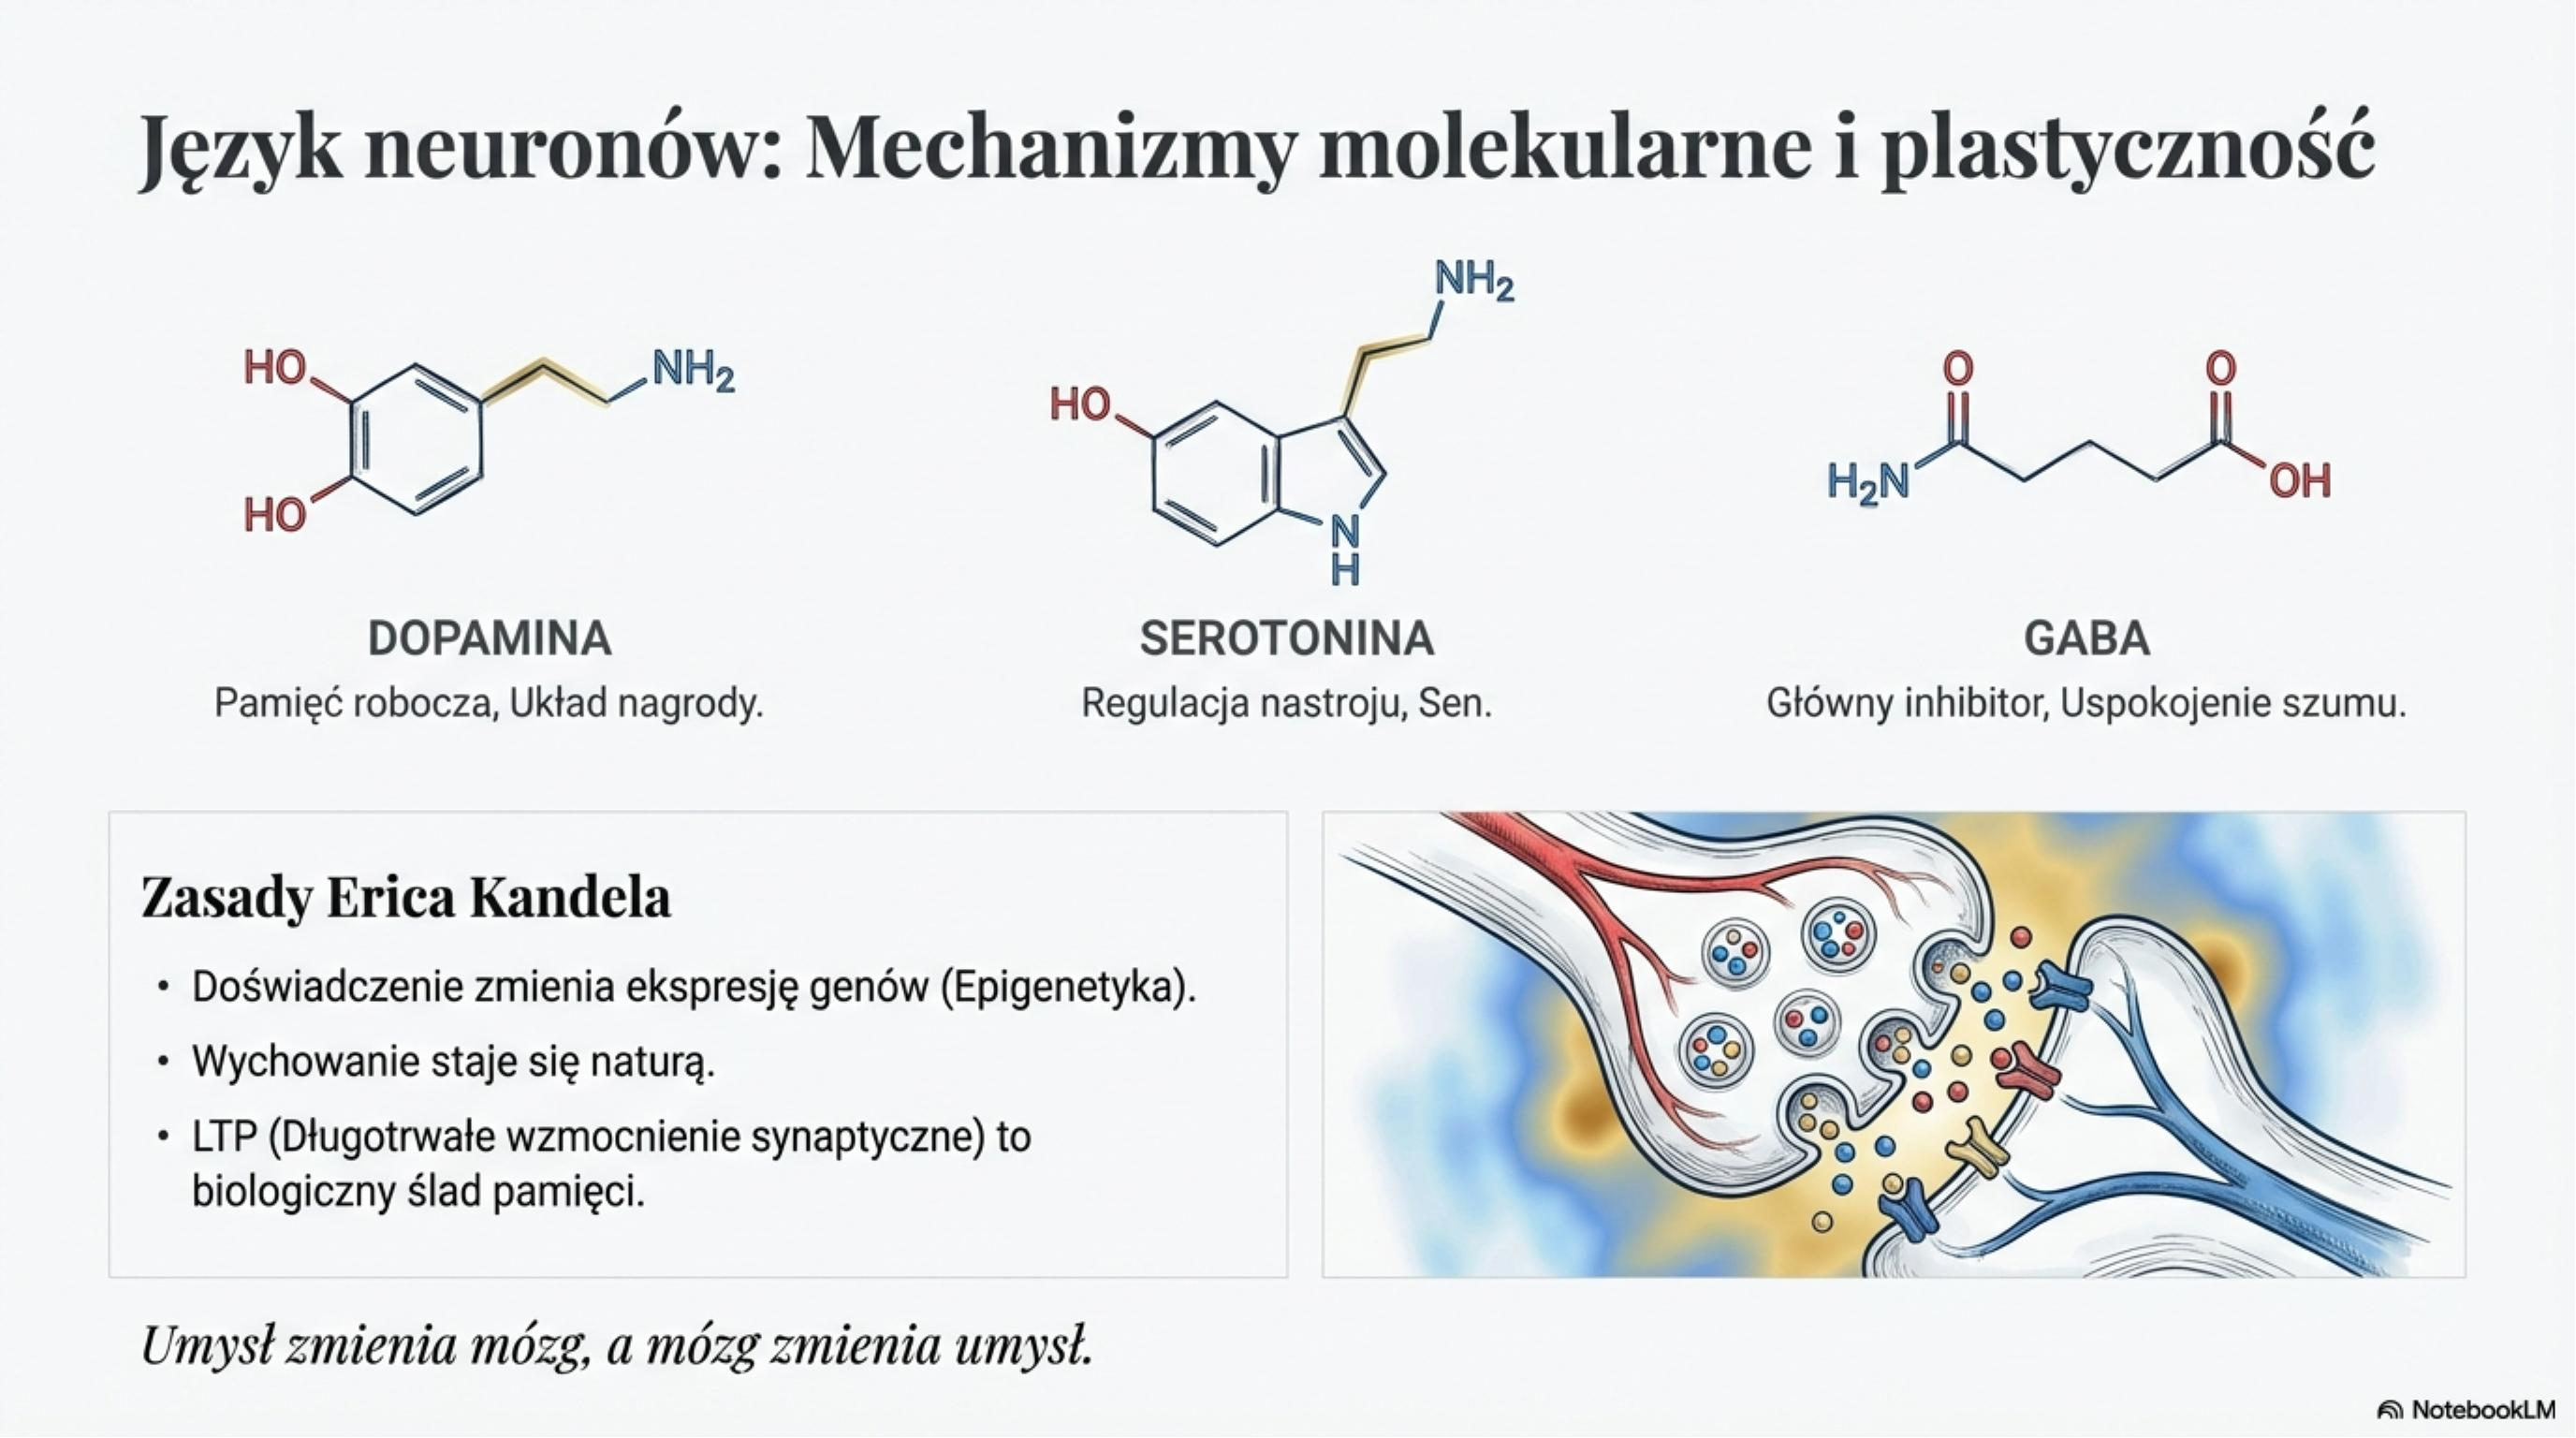 Język neuronów: Mechanizmy molekularne i plastyczność
HO
HO
NH₂
HO
NH₂
N
H
O
H₂N
O
OH
DOPAMINA
Pamięć robocza, Układ nagrody.
SEROTONINA
Regulacja nastroju, Sen.
GABA
Główny inhibitor, Uspokojenie szumu.
Zasady Erica Kandela
• Doświadczenie zmienia ekspresję genów (Epigenetyka).
• Wychowanie staje się naturą.
• LTP (Długotrwałe wzmocnienie synaptyczne) to
biologiczny ślad pamięci.
Umysł zmienia mózg, a mózg zmienia umysł.
NotebookLM